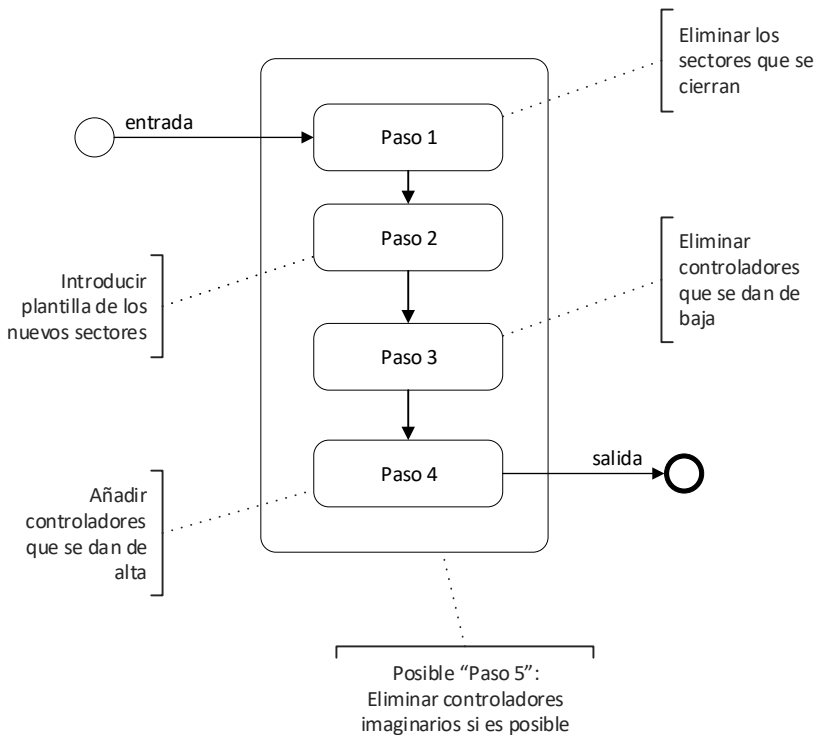 Eliminar los
sectores que se
cierran
entrada
Paso 1
Paso 2
Eliminar
controladores
que se dan de
baja
Introducir
plantilla de los
nuevos sectores
Paso 3
salida
Paso 4
Añadir
controladores
que se dan de
alta
Posible “Paso 5”:
Eliminar controladores
imaginarios si es posible